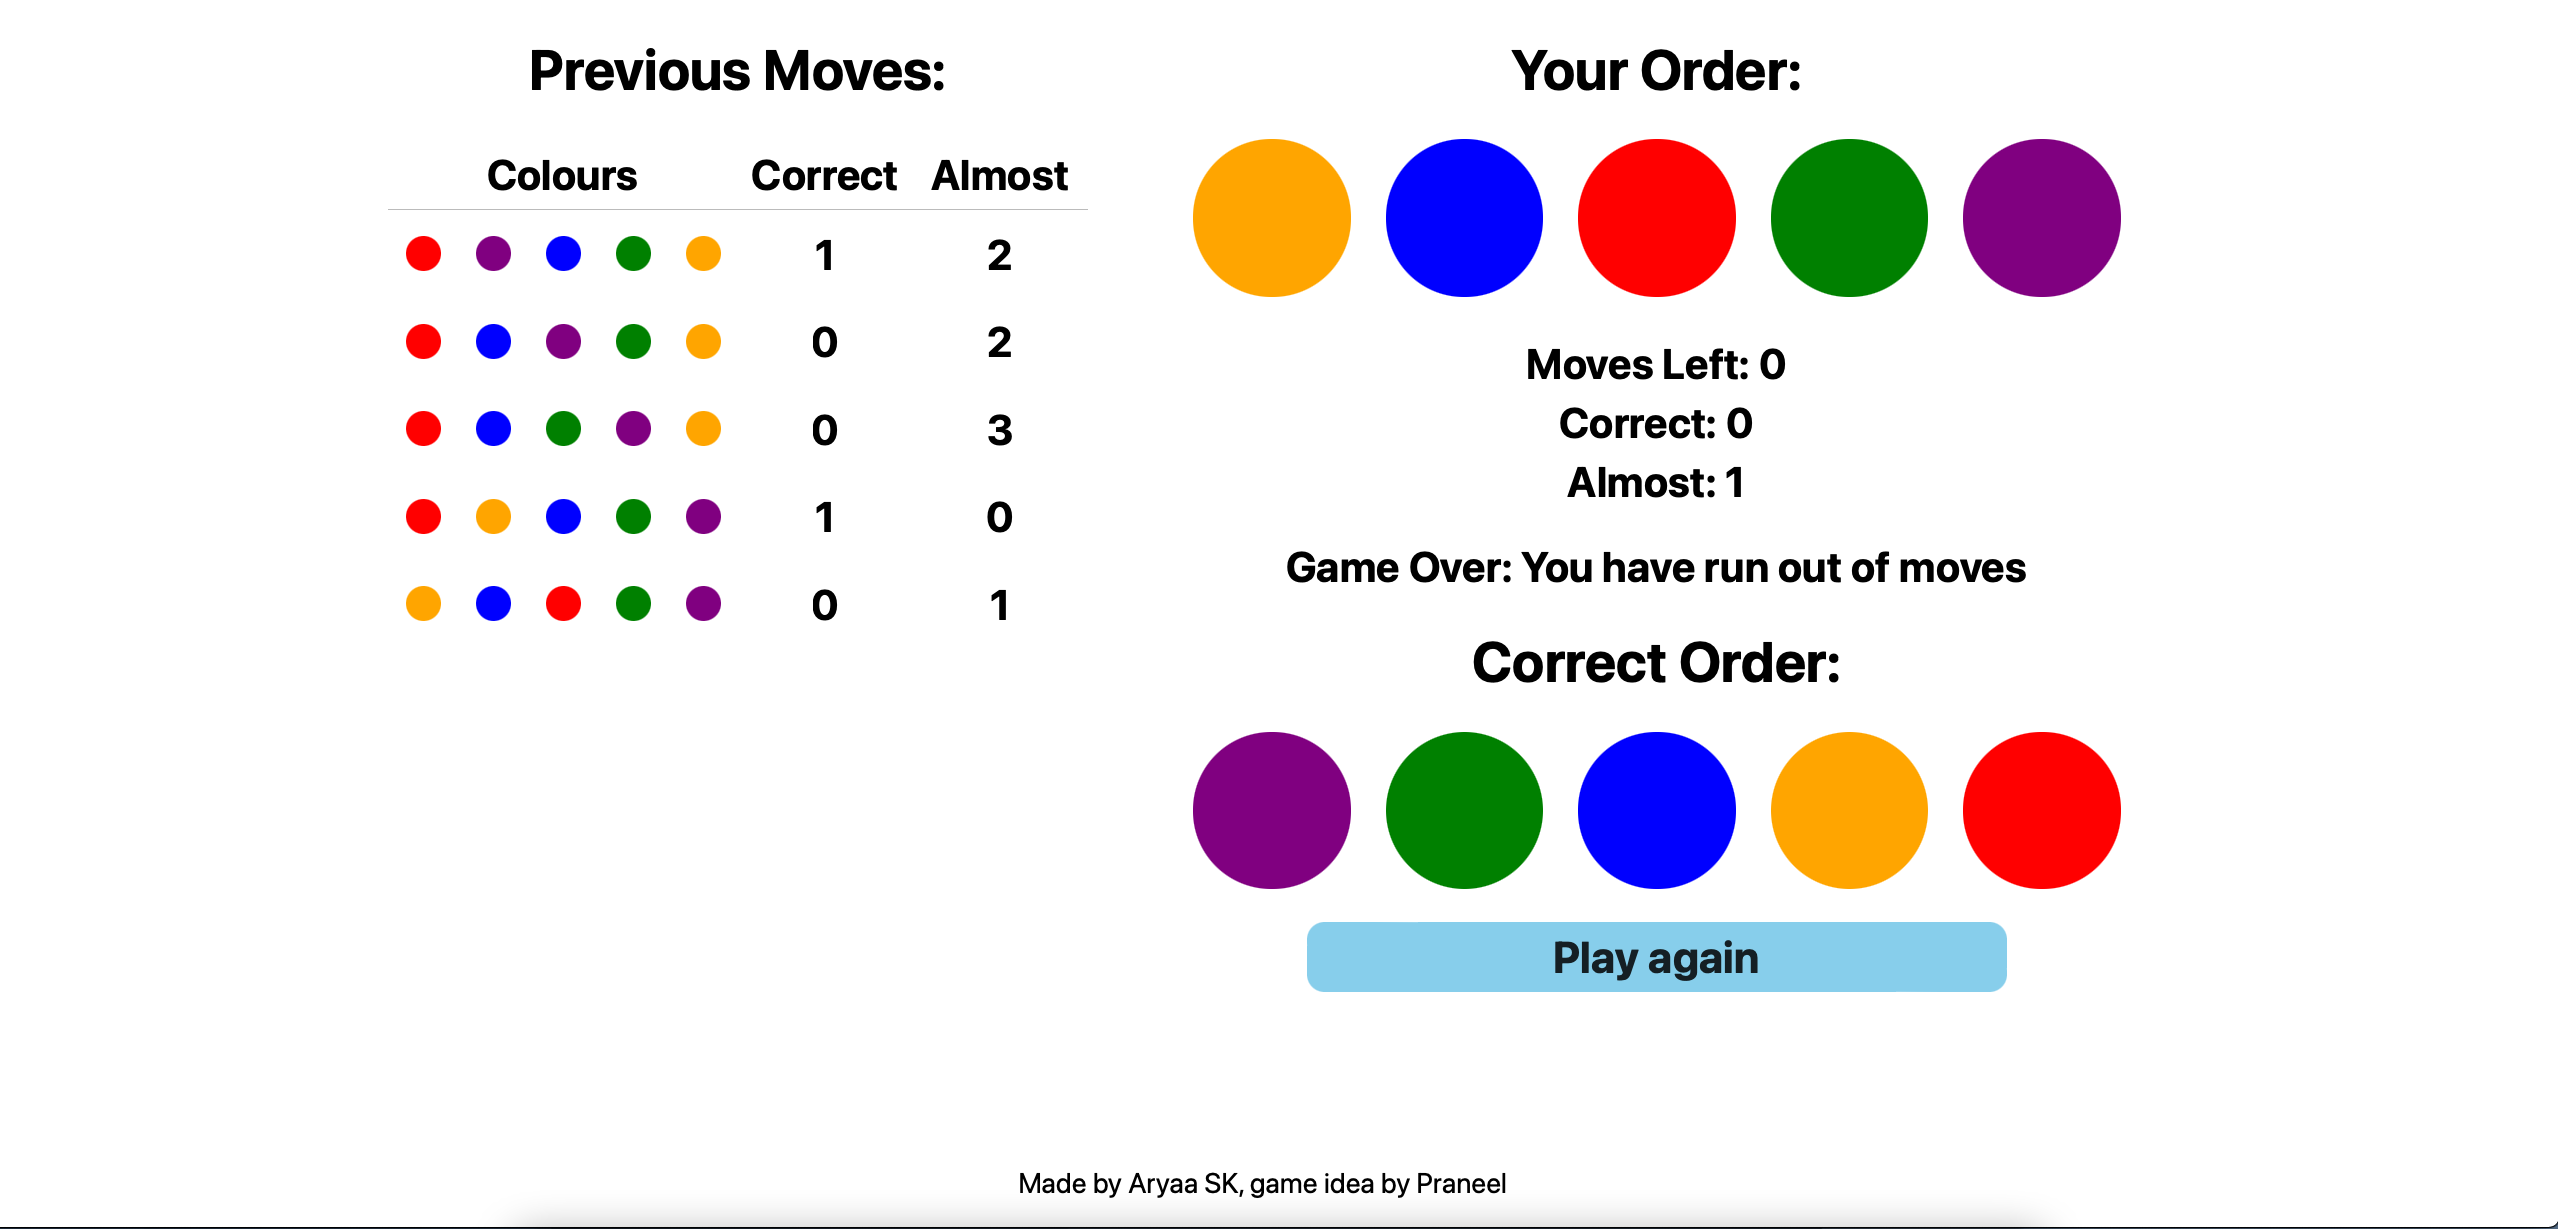 Previous Moves:
Colours Correct Almost
1 2
0 2
0 3
1 0
0 1
Your Order:
Moves Left: 0
Correct: 0
Almost: 1
Game Over: You have run out of moves
Correct Order:
Play again
Made by Aryaa SK, game idea by Praneel